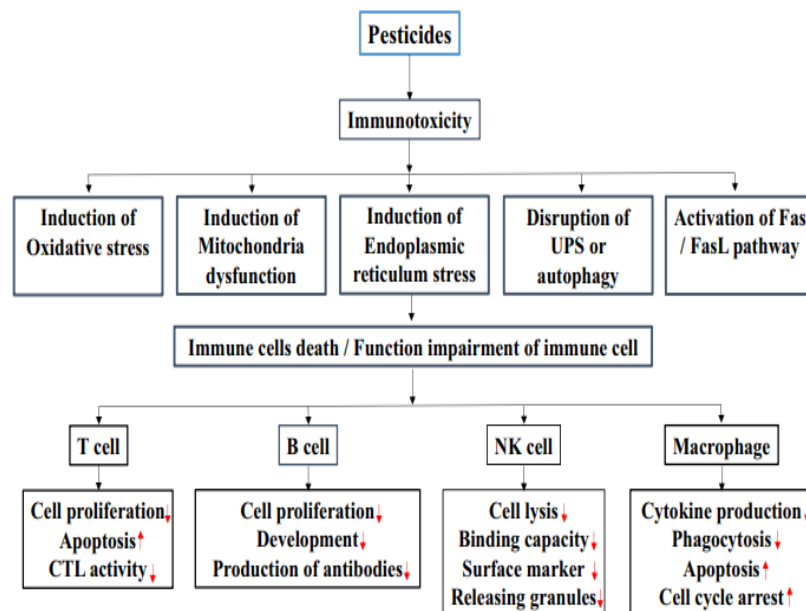 Pesticides
Immunotoxicity
Induction of
Oxidative stress
Induction of
Mitochondria
dysfunction
Induction of
Endoplasmic
reticulum stress
Disruption of
UPS or
autophagy
Activation of Fas
/ FasL pathway
Immune cells death / Function impairment of immune cell
T cell
B cell
NK cell
Macrophage
Cell proliferation↓
Apoptosis↑
CTL activity↓
Cell proliferation↓
Development↓
Production of antibodies↓
Cell lysis↓
Binding capacity↓
Surface marker↓
Releasing granules↓
Cytokine production↓
Phagocytosis↓
Apoptosis↑
Cell cycle arrest↑